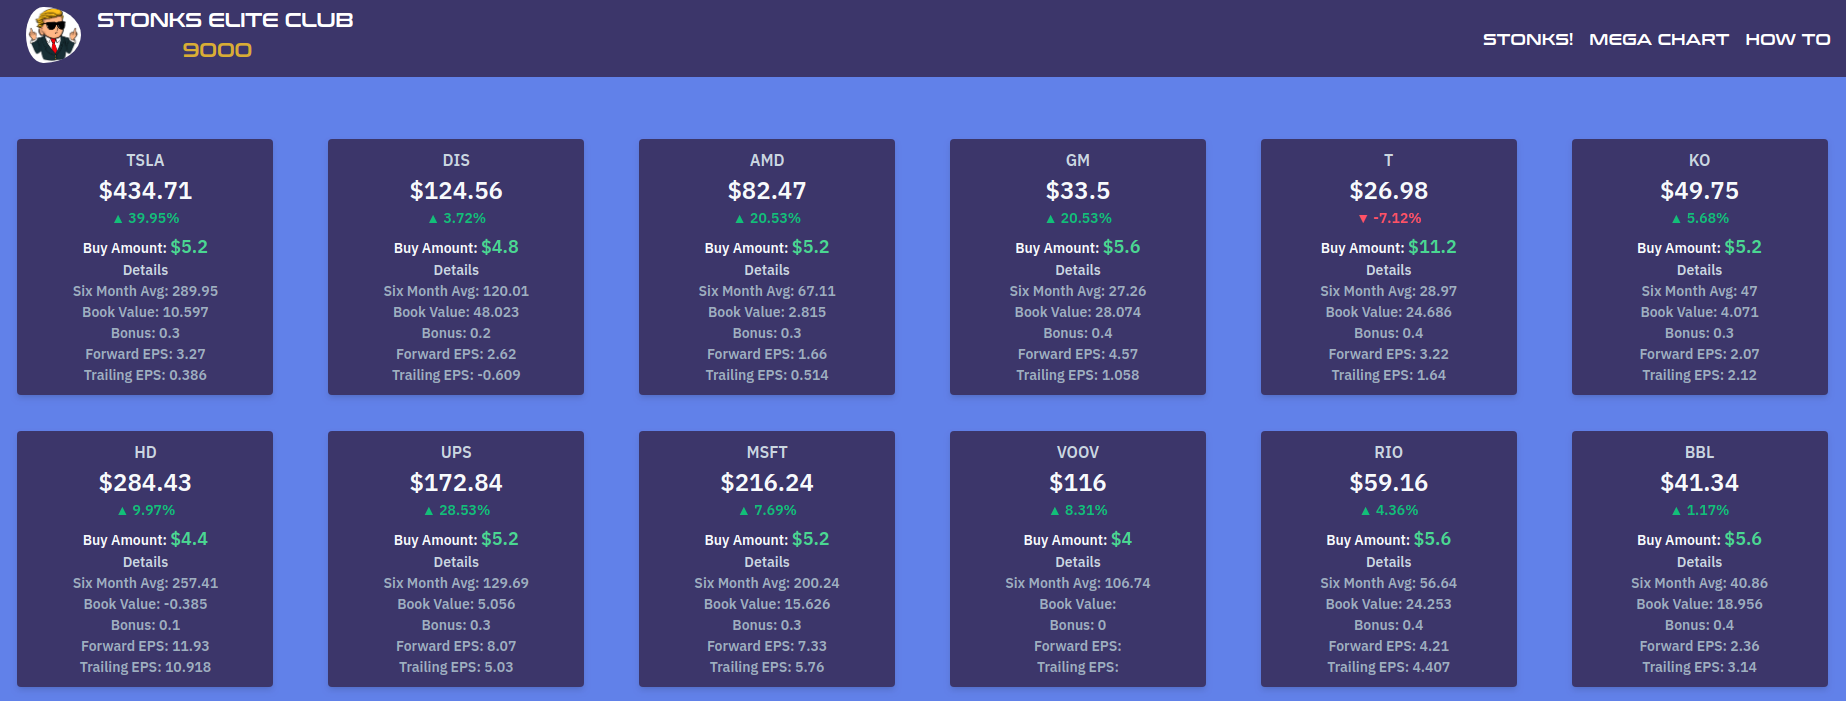 STONKS ELITE CLUB
9000
STONKS! MEGA CHART HOW TO
TSLA
$434.71
▲ 39.95%
Buy Amount: $5.2
Details
Six Month Avg: 289.95
Book Value: 10.597
Bonus: 0.3
Forward EPS: 3.27
Trailing EPS: 0.386
DIS
$124.56
▲ 3.72%
Buy Amount: $4.8
Details
Six Month Avg: 120.01
Book Value: 48.023
Bonus: 0.2
Forward EPS: 2.62
Trailing EPS: -0.609
AMD
$82.47
▲ 20.53%
Buy Amount: $5.2
Details
Six Month Avg: 67.11
Book Value: 2.815
Bonus: 0.3
Forward EPS: 1.66
Trailing EPS: 0.514
GM
$33.5
▲ 20.53%
Buy Amount: $5.6
Details
Six Month Avg: 27.26
Book Value: 28.074
Bonus: 0.4
Forward EPS: 4.57
Trailing EPS: 1.058
T
$26.98
▼ -7.12%
Buy Amount: $11.2
Details
Six Month Avg: 28.97
Book Value: 24.686
Bonus: 0.4
Forward EPS: 3.22
Trailing EPS: 1.64
KO
$49.75
▲ 5.68%
Buy Amount: $5.2
Details
Six Month Avg: 47
Book Value: 4.071
Bonus: 0.3
Forward EPS: 2.07
Trailing EPS: 2.12
HD
$284.43
▲ 9.97%
Buy Amount: $4.4
Details
Six Month Avg: 257.41
Book Value: -0.385
Bonus: 0.1
Forward EPS: 11.93
Trailing EPS: 10.918
UPS
$172.84
▲ 28.53%
Buy Amount: $5.2
Details
Six Month Avg: 129.69
Book Value: 5.056
Bonus: 0.3
Forward EPS: 8.07
Trailing EPS: 5.03
MSFT
$216.24
▲ 7.69%
Buy Amount: $5.2
Details
Six Month Avg: 200.24
Book Value: 15.626
Bonus: 0.3
Forward EPS: 7.33
Trailing EPS: 5.76
VOOV
$116
▲ 8.31%
Buy Amount: $4
Details
Six Month Avg: 106.74
Book Value:
Bonus: 0
Forward EPS:
Trailing EPS:
RIO
$59.16
▲ 4.36%
Buy Amount: $5.6
Details
Six Month Avg: 56.64
Book Value: 24.253
Bonus: 0.4
Forward EPS: 4.21
Trailing EPS: 4.407
BBL
$41.34
▲ 1.17%
Buy Amount: $5.6
Details
Six Month Avg: 40.86
Book Value: 18.956
Bonus: 0.4
Forward EPS: 2.36
Trailing EPS: 3.14